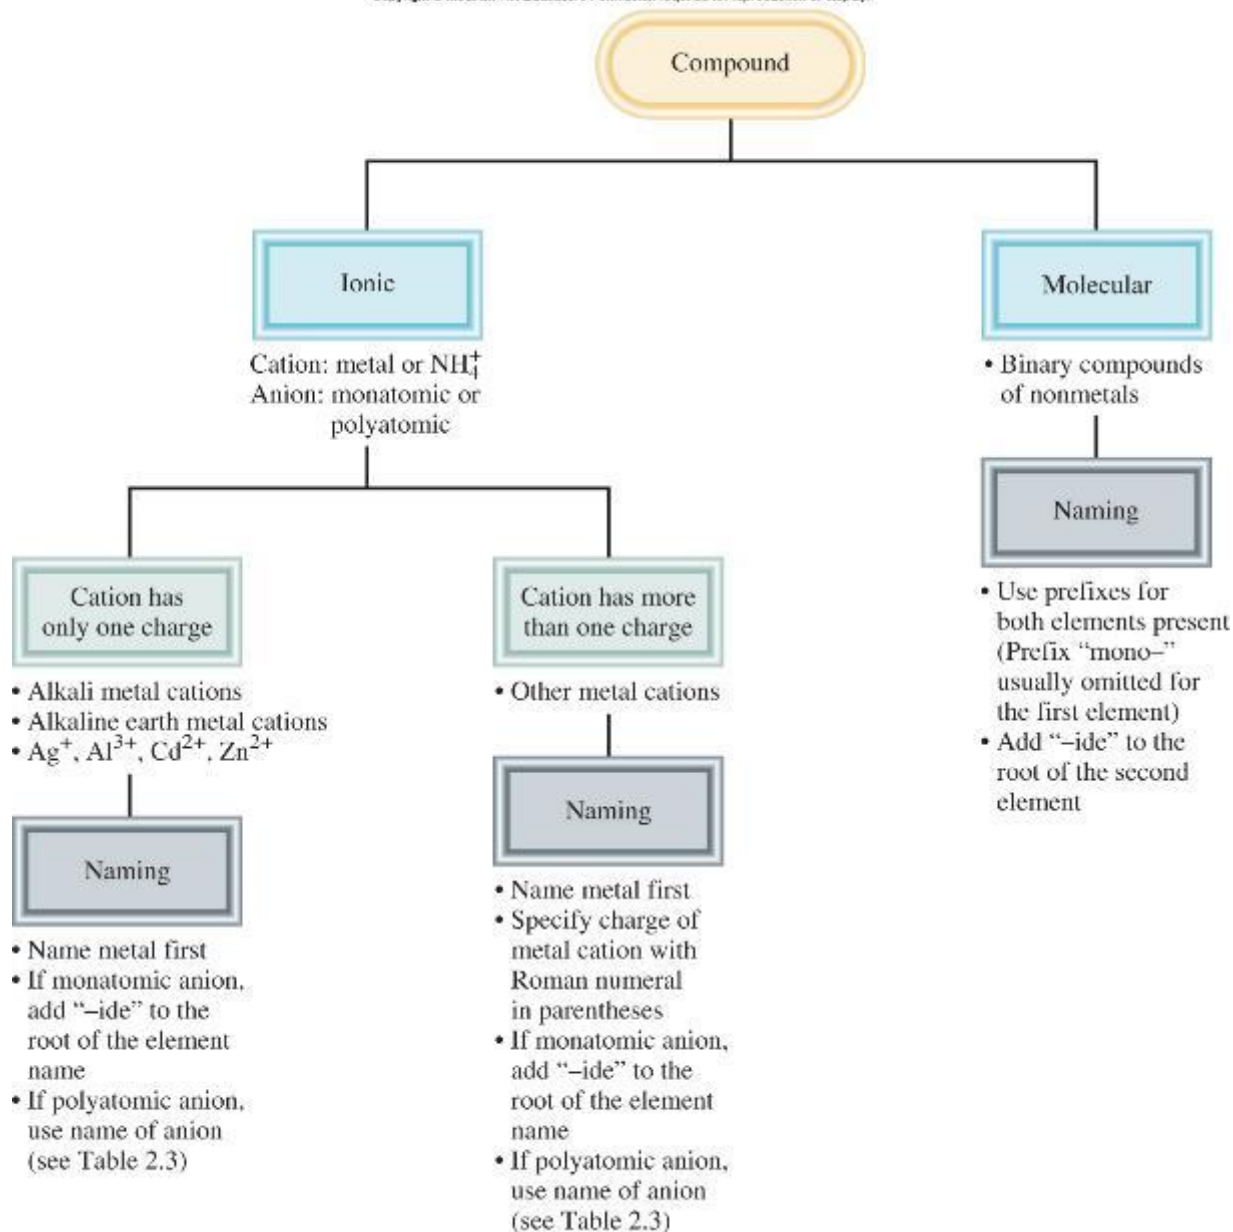 Compound
Ionic
Molecular
Cation: metal or NH₄⁺
Anion: monatomic or
polyatomic
• Binary compounds
of nonmetals
Naming
• Use prefixes for
both elements present
(Prefix “mono–”
usually omitted for
the first element)
• Add “–ide” to the
root of the second
element
Cation has
only one charge
• Alkali metal cations
• Alkaline earth metal cations
• Ag⁺, Al³⁺, Cd²⁺, Zn²⁺
Naming
• Name metal first
• If monatomic anion,
add “–ide” to the
root of the element
name
• If polyatomic anion,
use name of anion
(see Table 2.3)
Cation has more
than one charge
• Other metal cations
Naming
• Name metal first
• Specify charge of
metal cation with
Roman numeral
in parentheses
• If monatomic anion,
add “–ide” to the
root of the element
name
• If polyatomic anion,
use name of anion
(see Table 2.3)